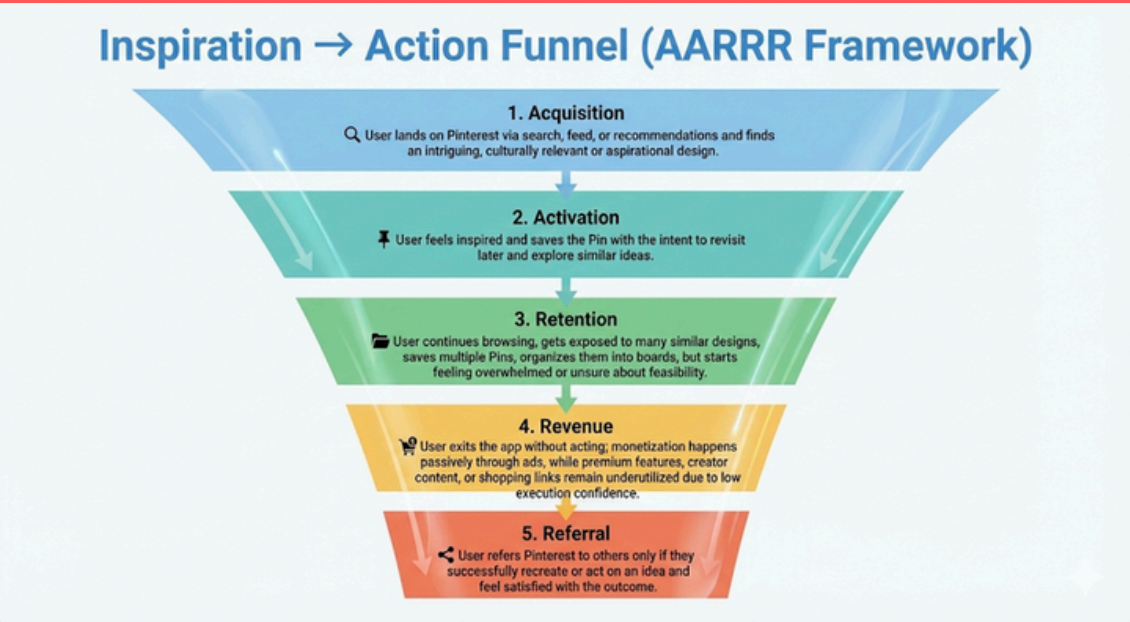 Inspiration → Action Funnel (AARRR Framework)
1. Acquisition
User lands on Pinterest via search, feed, or recommendations and finds
an intriguing, culturally relevant or aspirational design.
2. Activation
User feels inspired and saves the Pin with the intent to revisit
later and explore similar ideas.
3. Retention
User continues browsing, gets exposed to many similar designs,
saves multiple Pins, organizes them into boards, but starts
feeling overwhelmed or unsure about feasibility.
4. Revenue
User exits the app without acting; monetization happens
passively through ads, while premium features, creator
content, or shopping links remain underutilized due to low
execution confidence.
5. Referral
User refers Pinterest to others only if they
successfully recreate or act on an idea and
feel satisfied with the outcome.